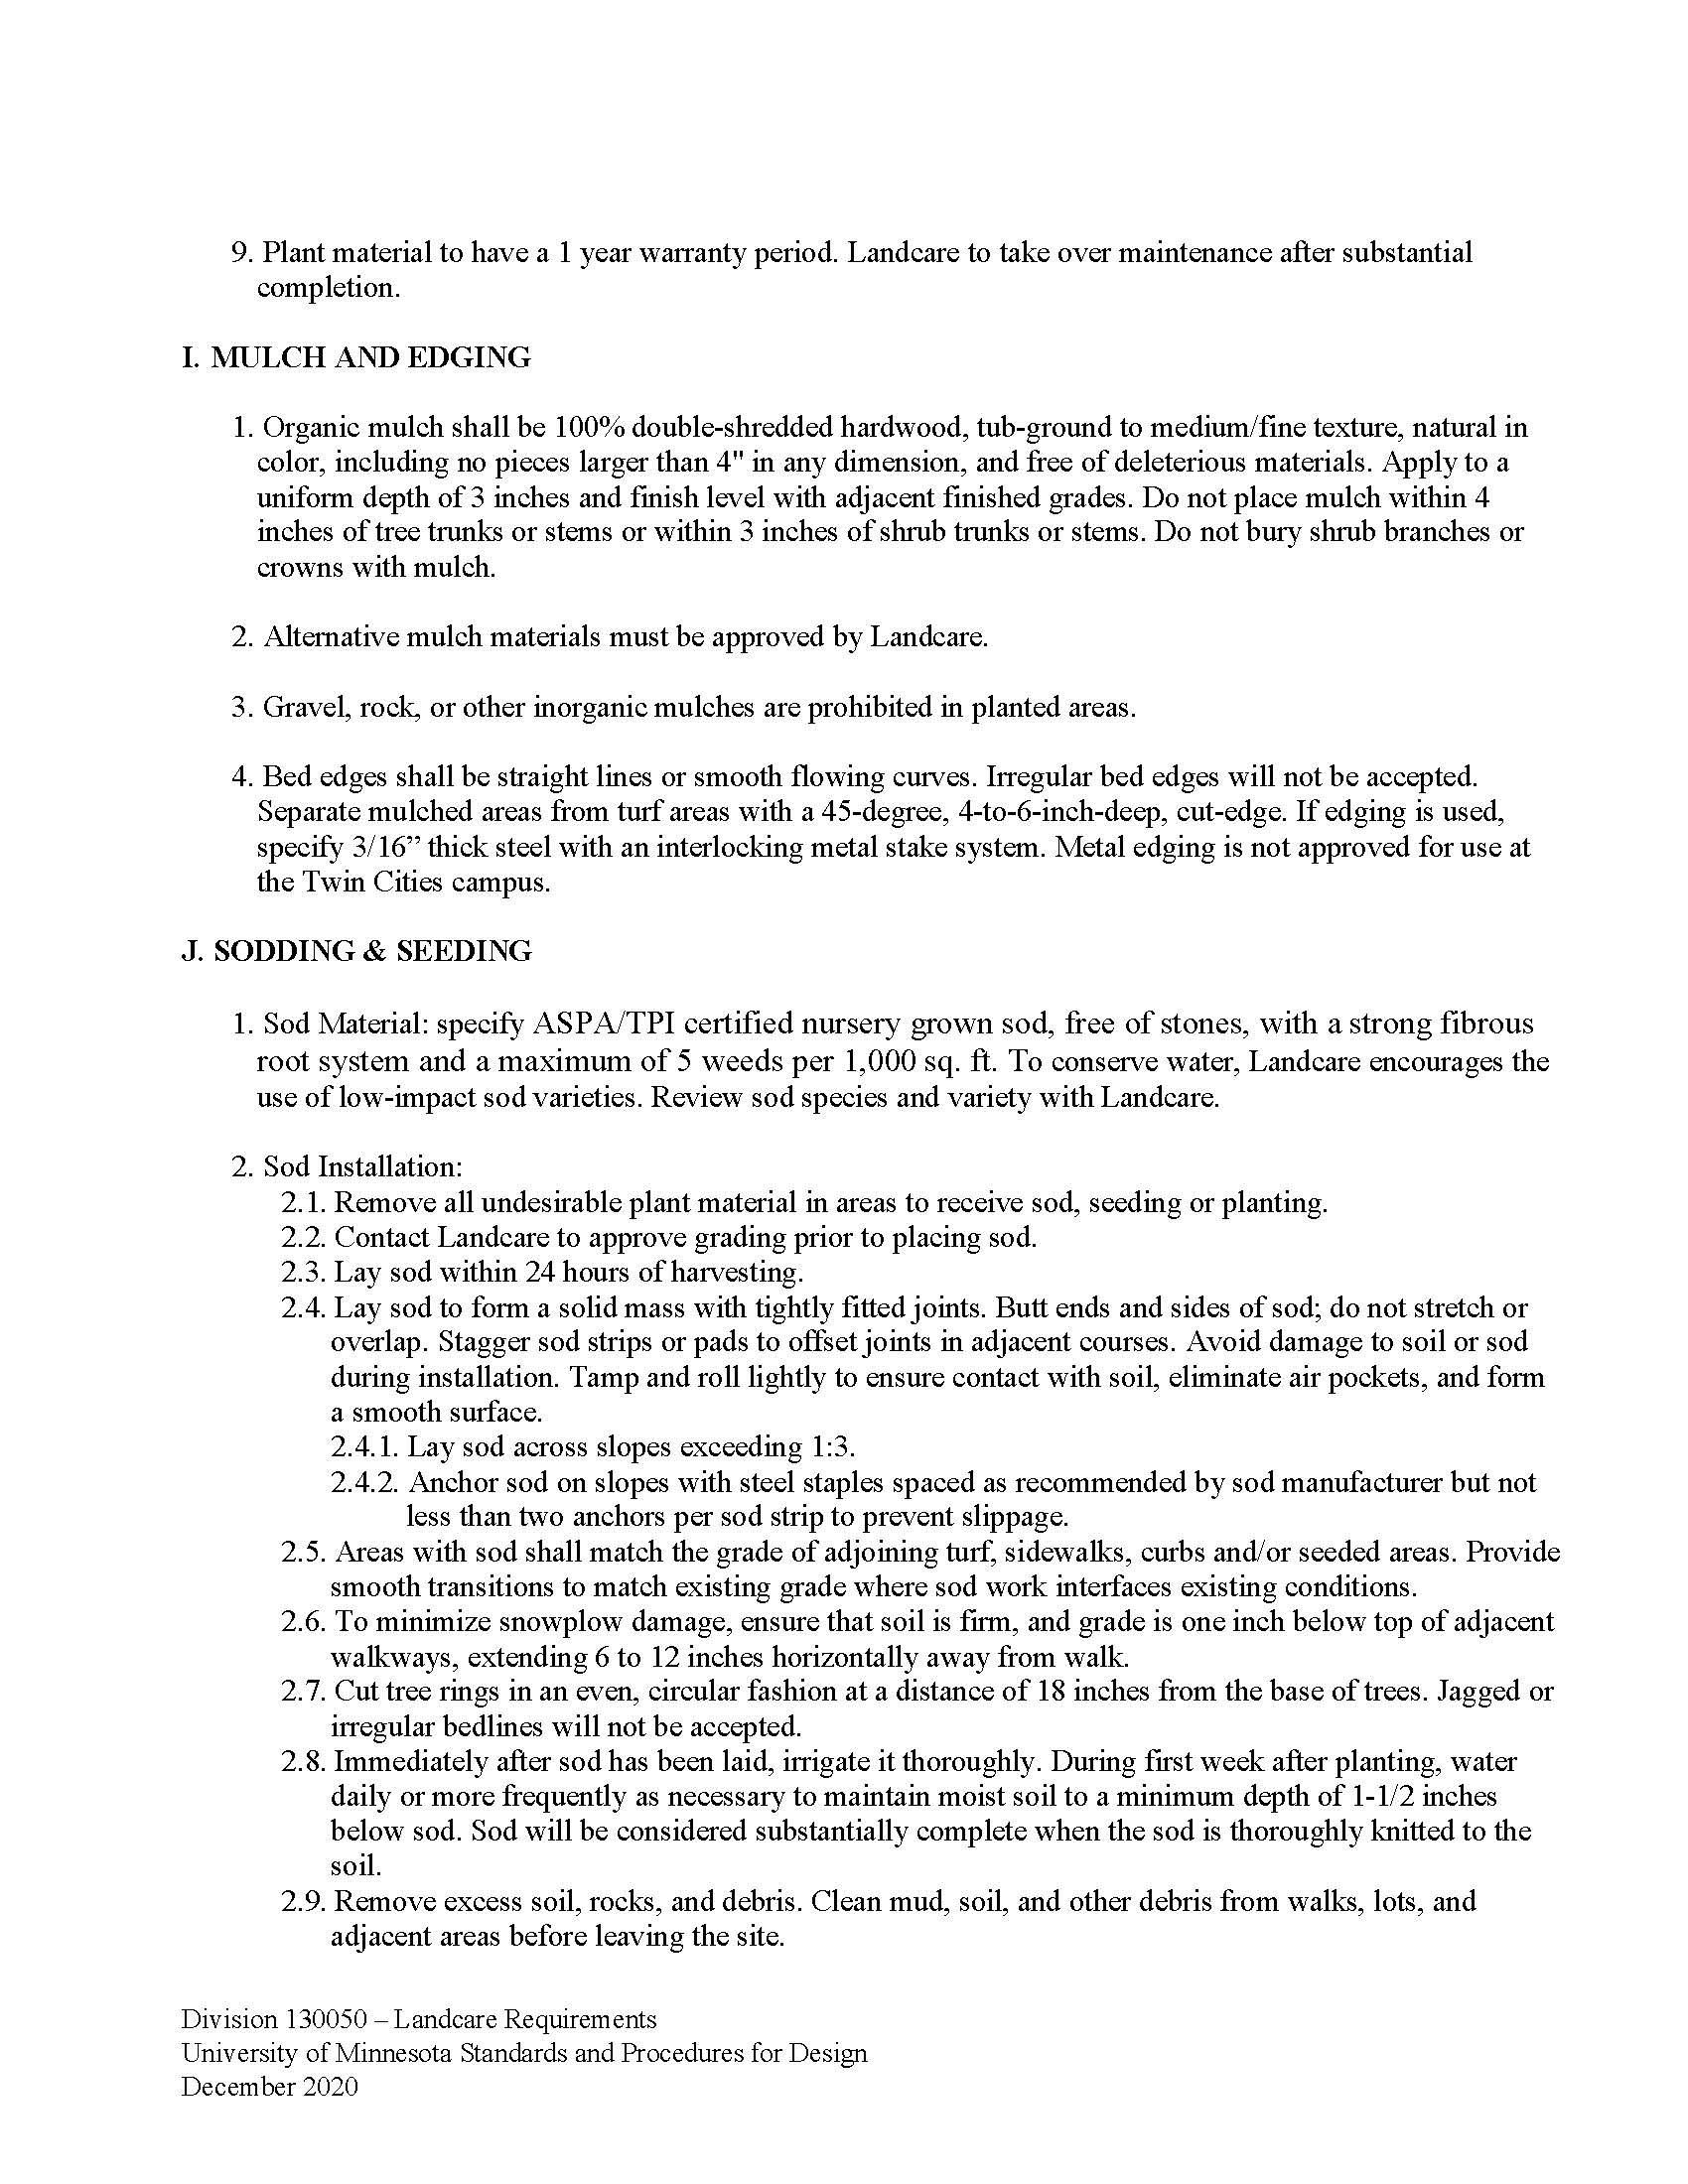 9. Plant material to have a 1 year warranty period. Landcare to take over maintenance after substantial
completion.
I. MULCH AND EDGING
1. Organic mulch shall be 100% double-shredded hardwood, tub-ground to medium/fine texture, natural in
color, including no pieces larger than 4" in any dimension, and free of deleterious materials. Apply to a
uniform depth of 3 inches and finish level with adjacent finished grades. Do not place mulch within 4
inches of tree trunks or stems or within 3 inches of shrub trunks or stems. Do not bury shrub branches or
crowns with mulch.
2. Alternative mulch materials must be approved by Landcare.
3. Gravel, rock, or other inorganic mulches are prohibited in planted areas.
4. Bed edges shall be straight lines or smooth flowing curves. Irregular bed edges will not be accepted.
Separate mulched areas from turf areas with a 45-degree, 4-to-6-inch-deep, cut-edge. If edging is used,
specify 3/16” thick steel with an interlocking metal stake system. Metal edging is not approved for use at
the Twin Cities campus.
J. SODDING & SEEDING
1. Sod Material: specify ASPA/TPI certified nursery grown sod, free of stones, with a strong fibrous
root system and a maximum of 5 weeds per 1,000 sq. ft. To conserve water, Landcare encourages the
use of low-impact sod varieties. Review sod species and variety with Landcare.
2. Sod Installation:
2.1. Remove all undesirable plant material in areas to receive sod, seeding or planting.
2.2. Contact Landcare to approve grading prior to placing sod.
2.3. Lay sod within 24 hours of harvesting.
2.4. Lay sod to form a solid mass with tightly fitted joints. Butt ends and sides of sod; do not stretch or
overlap. Stagger sod strips or pads to offset joints in adjacent courses. Avoid damage to soil or sod
during installation. Tamp and roll lightly to ensure contact with soil, eliminate air pockets, and form
a smooth surface.
2.4.1. Lay sod across slopes exceeding 1:3.
2.4.2. Anchor sod on slopes with steel staples spaced as recommended by sod manufacturer but not
less than two anchors per sod strip to prevent slippage.
2.5. Areas with sod shall match the grade of adjoining turf, sidewalks, curbs and/or seeded areas. Provide
smooth transitions to match existing grade where sod work interfaces existing conditions.
2.6. To minimize snowplow damage, ensure that soil is firm, and grade is one inch below top of adjacent
walkways, extending 6 to 12 inches horizontally away from walk.
2.7. Cut tree rings in an even, circular fashion at a distance of 18 inches from the base of trees. Jagged or
irregular bedlines will not be accepted.
2.8. Immediately after sod has been laid, irrigate it thoroughly. During first week after planting, water
daily or more frequently as necessary to maintain moist soil to a minimum depth of 1-1/2 inches
below sod. Sod will be considered substantially complete when the sod is thoroughly knitted to the
soil.
2.9. Remove excess soil, rocks, and debris. Clean mud, soil, and other debris from walks, lots, and
adjacent areas before leaving the site.
Division 130050 – Landcare Requirements
University of Minnesota Standards and Procedures for Design
December 2020